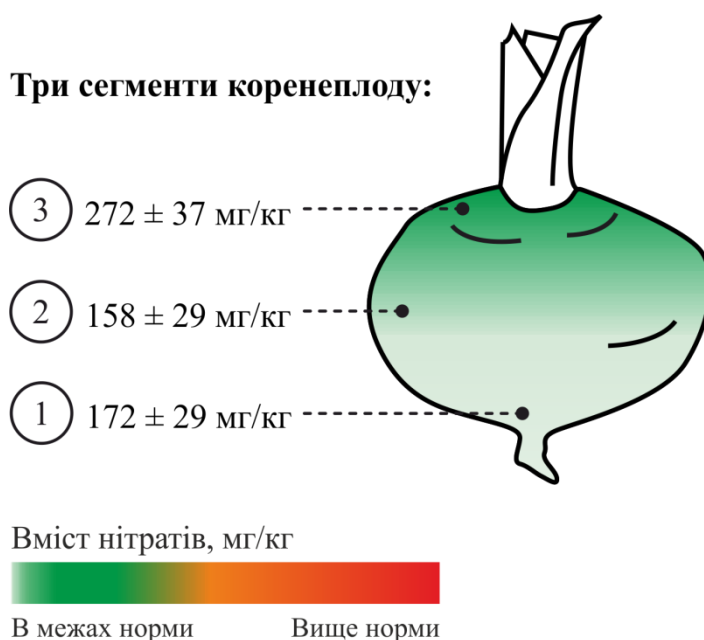 Три сегменти коренеплоду:
3 272 ± 37 мг/кг
2 158 ± 29 мг/кг
1 172 ± 29 мг/кг
Вміст нітратів, мг/кг
В межах норми Вище норми